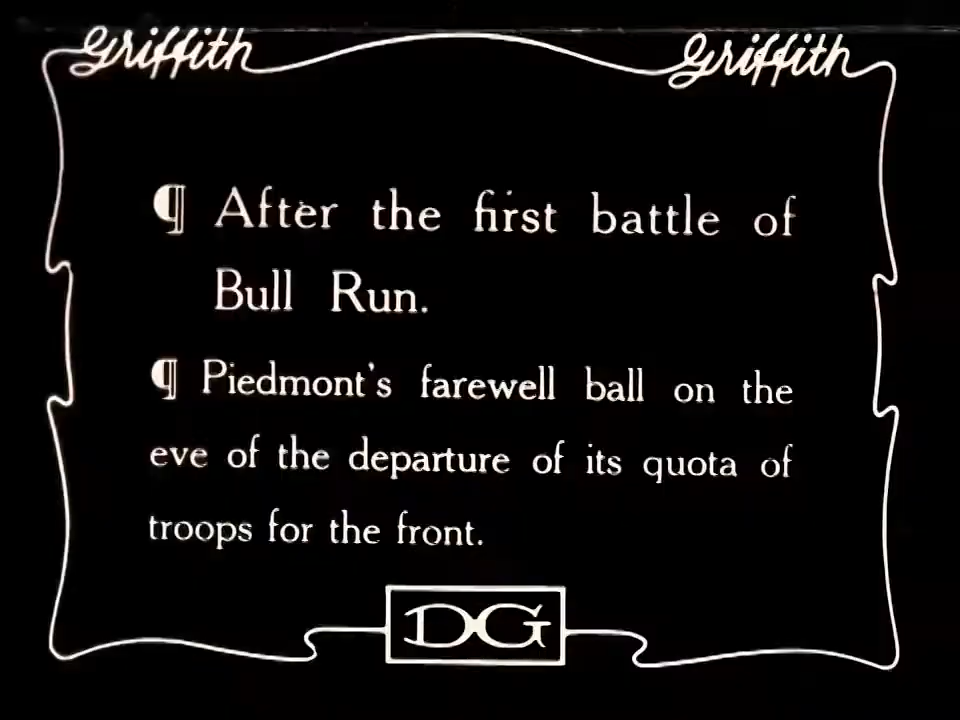 Griffith Griffith
¶ After the first battle of
Bull Run.
¶ Piedmont's farewell ball on the
eve of the departure of its quota of
troops for the front.
DG